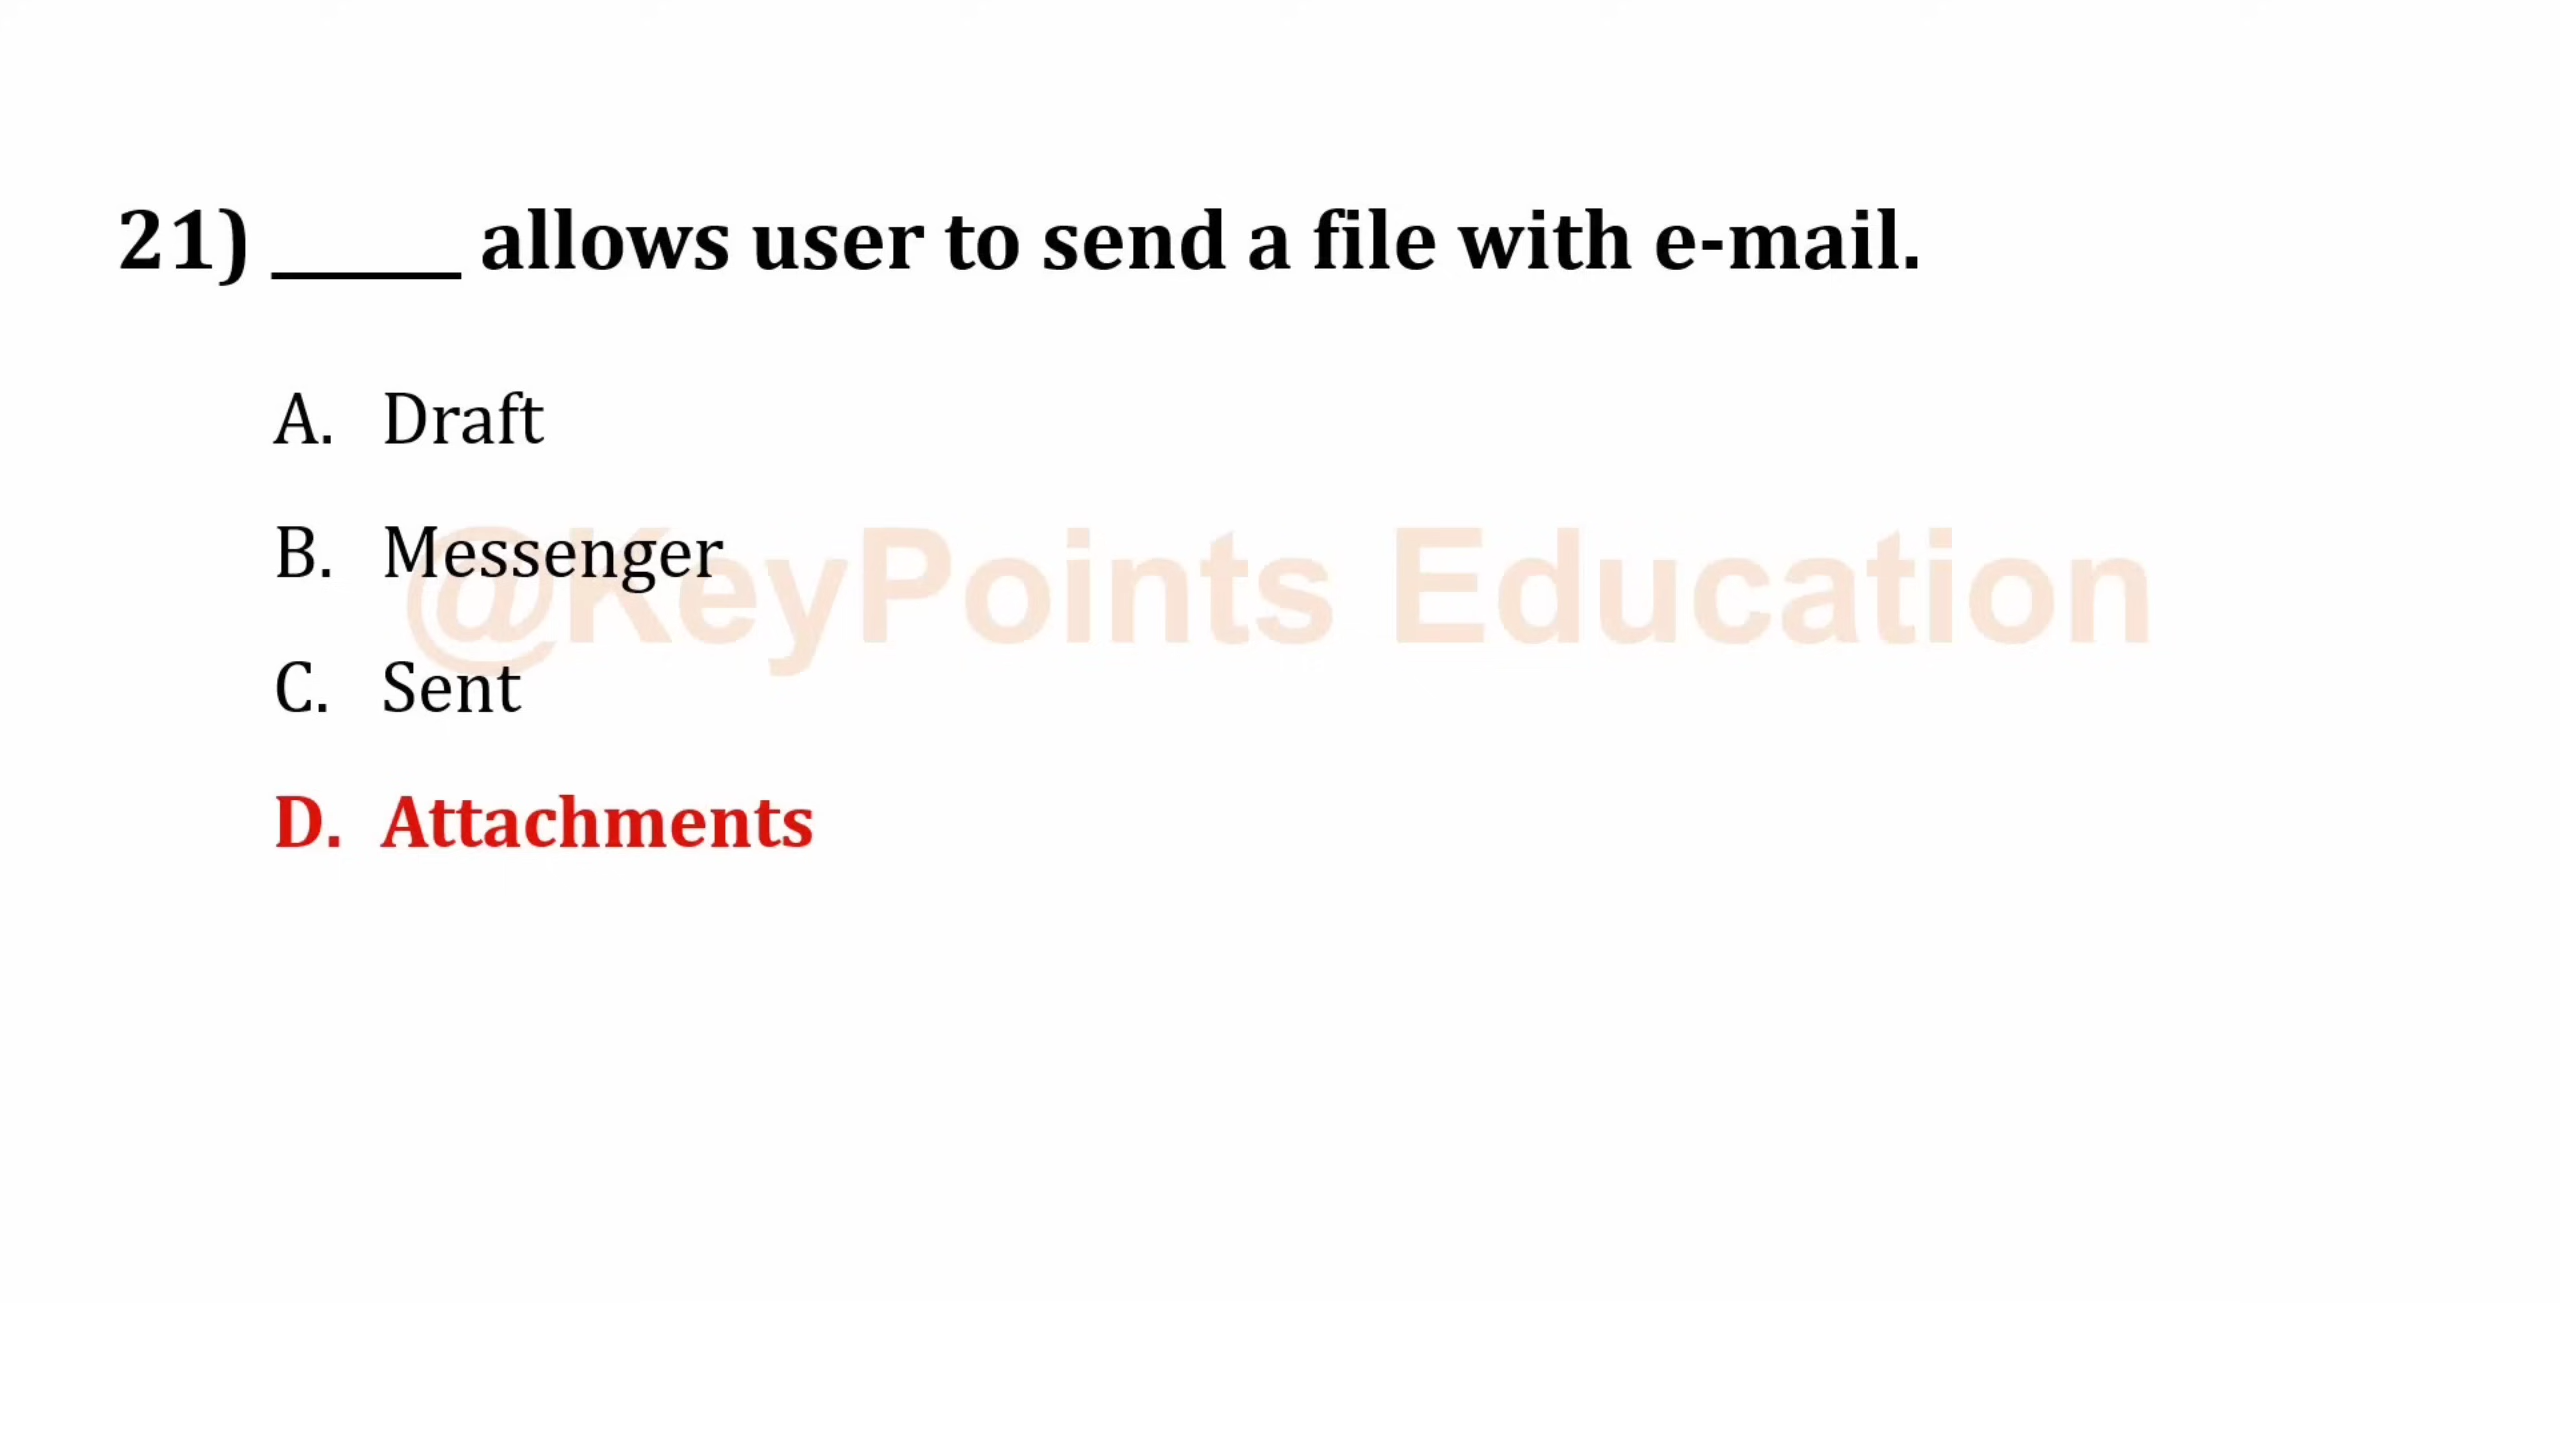 21) _____ allows user to send a file with e-mail.
A. Draft
B. Messenger
@KeyPoints Education
C. Sent
D. Attachments